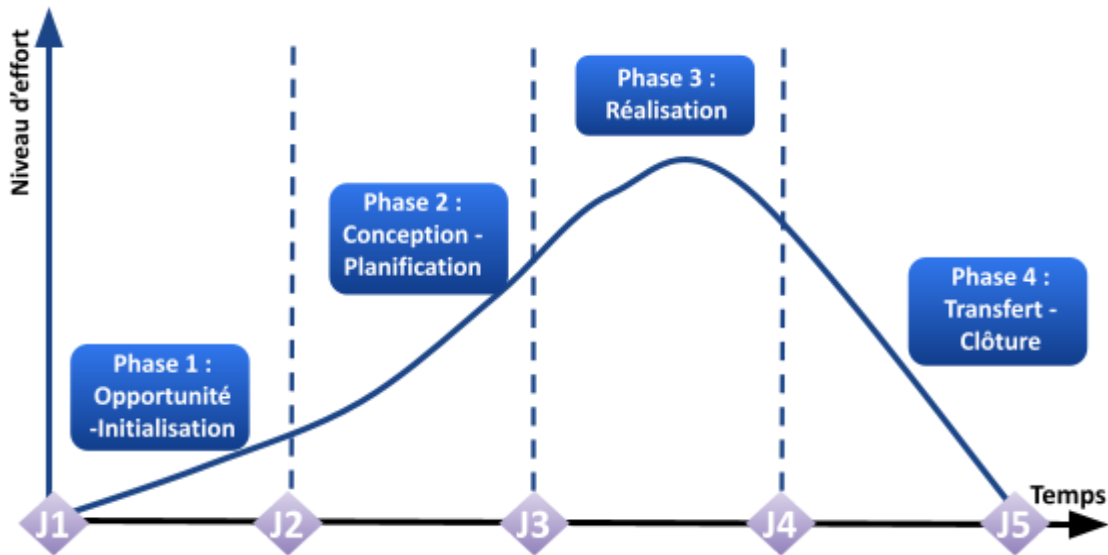 Niveau d'effort
Phase 1 :
Opportunité
-Initialisation
Phase 2 :
Conception -
Planification
Phase 3 :
Réalisation
Phase 4 :
Transfert -
Clôture
Temps
J1
J2
J3
J4
J5